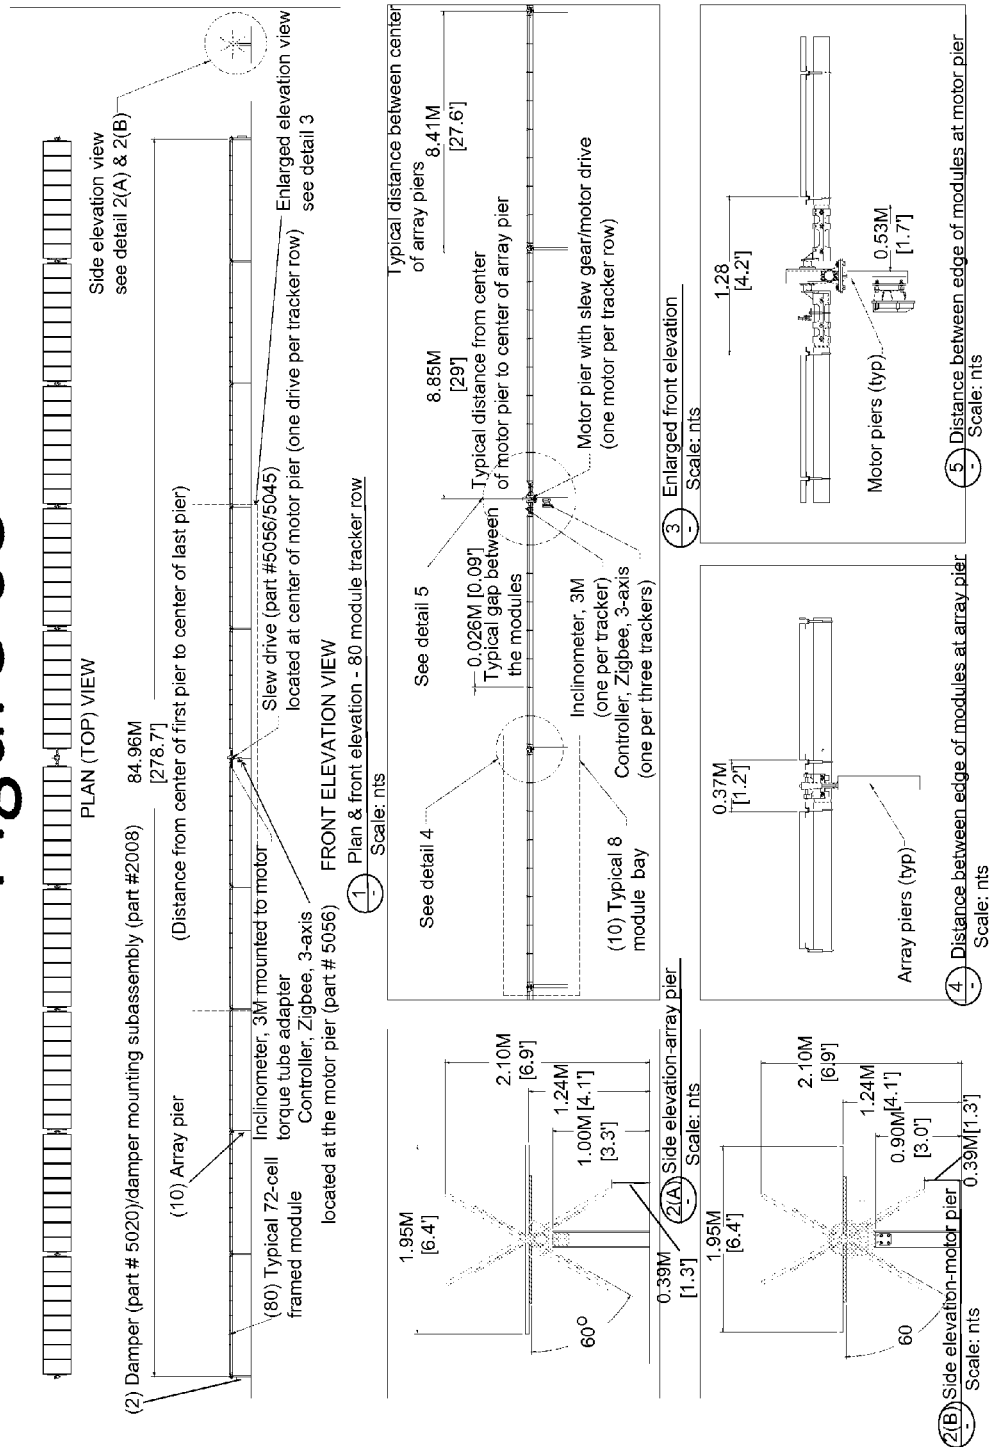 PLAN (TOP) VIEW
Side elevation view
see detail 2(A) & 2(B)
(2) Damper (part # 5020)/damper mounting subassembly (part #2008)
84.96M
[278.7']
(Distance from center of first pier to center of last pier)
(10) Array pier
(80) Typical 72-cell
framed module
Inclinometer, 3M mounted to motor
torque tube adapter
Controller, Zigbee, 3-axis
located at the motor pier (part # 5056)
Slew drive (part #5056/5045)
located at center of motor pier (one drive per tracker row)
Enlarged elevation view
see detail 3
FRONT ELEVATION VIEW
1 Plan & front elevation - 80 module tracker row
- Scale: nts
1.95M
[6.4']
2.10M
[6.9']
1.24M
[4.1']
1.00M
[3.3']
0.39M
[1.3']
60°
2(A) Side elevation-array pier
- Scale: nts
1.95M
[6.4']
2.10M
[6.9']
1.24M
[4.1']
0.90M
[3.0']
0.39M[1.3']
60
2(B) Side elevation-motor pier
- Scale: nts
See detail 4
See detail 5
0.026M [0.09']
Typical gap between
the modules
8.85M
[29']
Typical distance from center
of motor pier to center of array pier
Typical distance between center
of array piers
8.41M
[27.6']
(10) Typical 8
module bay
Inclinometer, 3M
(one per tracker)
Controller, Zigbee, 3-axis
(one per three trackers)
Motor pier with slew gear/motor drive
(one motor per tracker row)
3 Enlarged front elevation
- Scale: nts
0.37M
[1.2']
Array piers (typ)
4 Distance between edge of modules at array pier
- Scale: nts
1.28
[4.2']
0.53M
[1.7']
Motor piers (typ)
5 Distance between edge of modules at motor pier
- Scale: nts